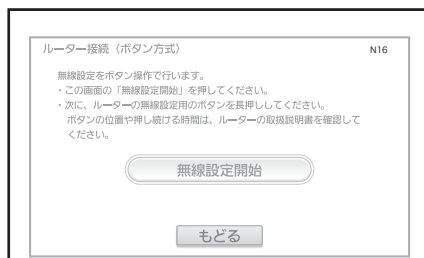 ルーター接続（ボタン方式）
N16
無線設定をボタン操作で行います。
・この画面の「無線設定開始」を押してください。
・次に、ルーターの無線設定用のボタンを長押ししてください。
ボタンの位置や押し続ける時間は、ルーターの取扱説明書を確認して
ください。
無線設定開始
もどる